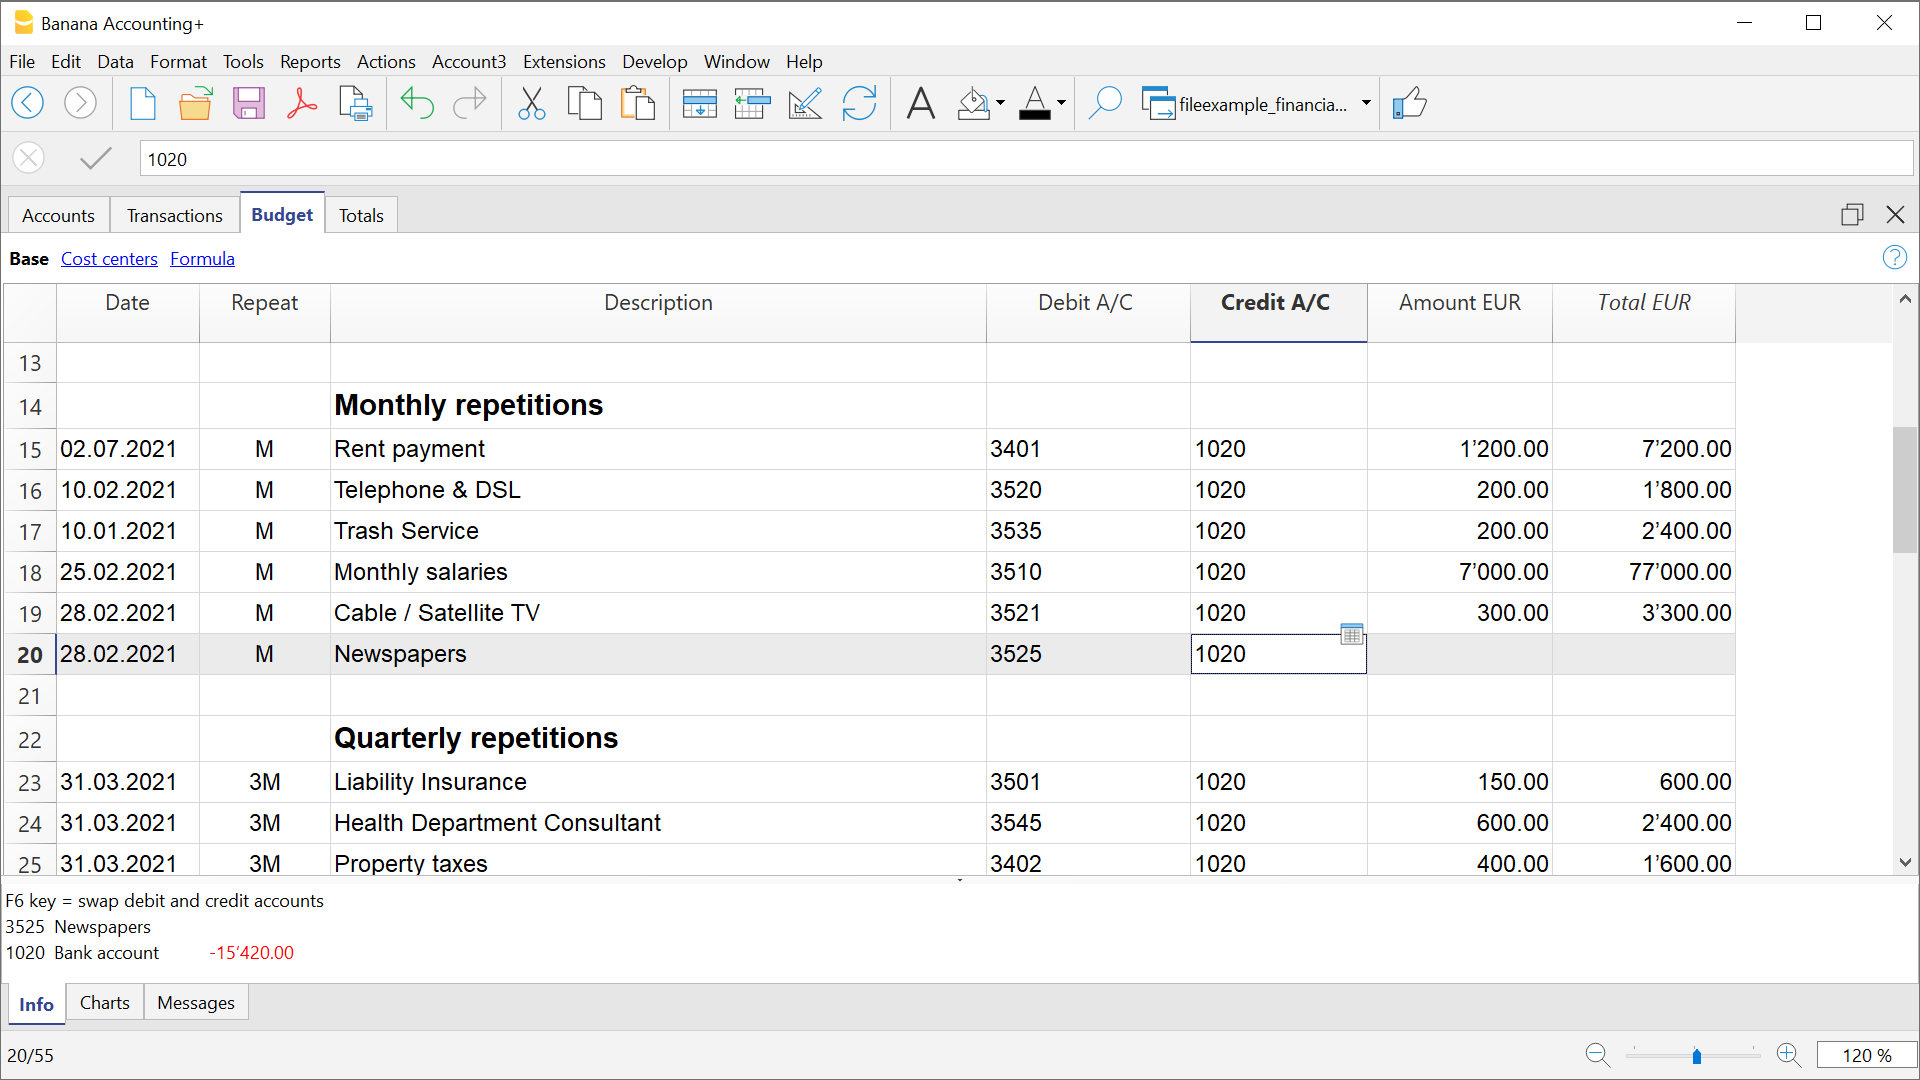 Banana Accounting+
File Edit Data Format Tools Reports Actions Account3 Extensions Develop Window Help
fileexample_financia...
1020
Accounts Transactions Budget Totals
Base Cost centers Formula
Date Repeat Description Debit A/C Credit A/C Amount EUR Total EUR
13
14 Monthly repetitions
15 02.07.2021 M Rent payment 3401 1020 1’200.00 7’200.00
16 10.02.2021 M Telephone & DSL 3520 1020 200.00 1’800.00
17 10.01.2021 M Trash Service 3535 1020 200.00 2’400.00
18 25.02.2021 M Monthly salaries 3510 1020 7’000.00 77’000.00
19 28.02.2021 M Cable / Satellite TV 3521 1020 300.00 3’300.00
20 28.02.2021 M Newspapers 3525 1020
21
22 Quarterly repetitions
23 31.03.2021 3M Liability Insurance 3501 1020 150.00 600.00
24 31.03.2021 3M Health Department Consultant 3545 1020 600.00 2’400.00
25 31.03.2021 3M Property taxes 3402 1020 400.00 1’600.00
F6 key = swap debit and credit accounts
3525 Newspapers
1020 Bank account -15’420.00
Info Charts Messages
20/55 120 %